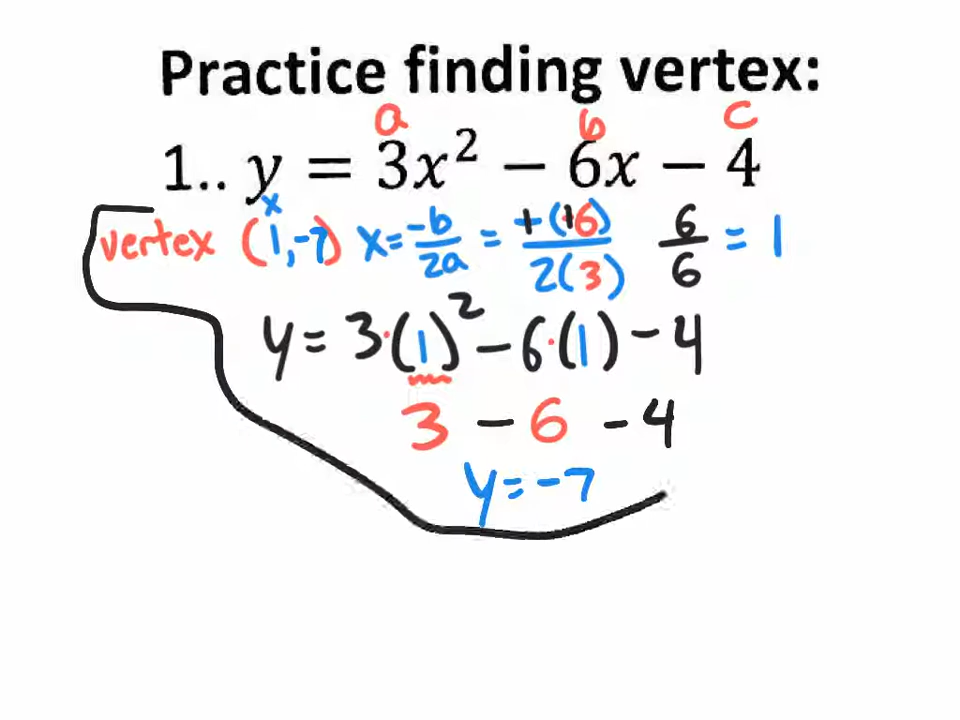 Practice finding vertex:
a b c
1.. y = 3x² − 6x − 4
x
vertex (1,-7) x = -b/2a = +(+6)/2(3) 6/6 = 1
y = 3·(1)² − 6·(1) − 4
3 − 6 − 4
y = −7